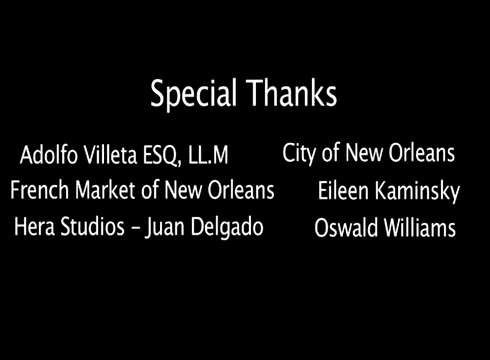 Special Thanks
Adolfo Villeta ESQ, LL.M
City of New Orleans
French Market of New Orleans
Eileen Kaminsky
Hera Studios – Juan Delgado
Oswald Williams